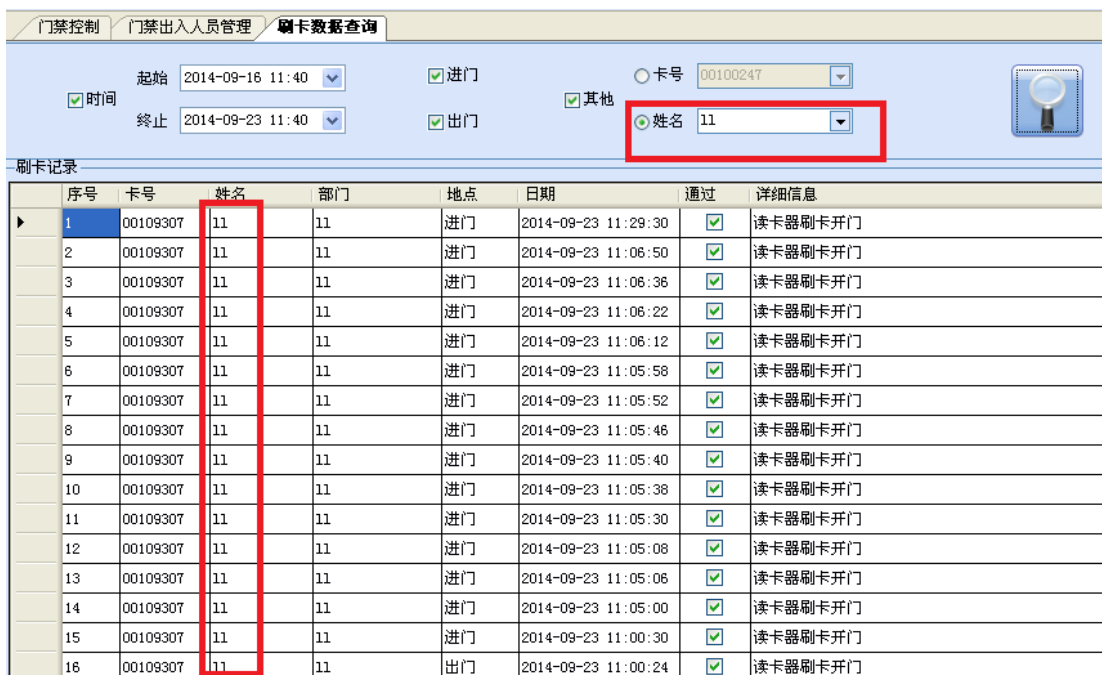 门禁控制 门禁出入人员管理 刷卡数据查询
起始 2014-09-16 11:40 进门 卡号 00100247
时间 其他
终止 2014-09-23 11:40 出门 姓名 11
刷卡记录
序号 卡号 姓名 部门 地点 日期 通过 详细信息
1 00109307 11 11 进门 2014-09-23 11:29:30 读卡器刷卡开门
2 00109307 11 11 进门 2014-09-23 11:06:50 读卡器刷卡开门
3 00109307 11 11 进门 2014-09-23 11:06:36 读卡器刷卡开门
4 00109307 11 11 进门 2014-09-23 11:06:22 读卡器刷卡开门
5 00109307 11 11 进门 2014-09-23 11:06:12 读卡器刷卡开门
6 00109307 11 11 进门 2014-09-23 11:05:58 读卡器刷卡开门
7 00109307 11 11 进门 2014-09-23 11:05:52 读卡器刷卡开门
8 00109307 11 11 进门 2014-09-23 11:05:46 读卡器刷卡开门
9 00109307 11 11 进门 2014-09-23 11:05:40 读卡器刷卡开门
10 00109307 11 11 进门 2014-09-23 11:05:38 读卡器刷卡开门
11 00109307 11 11 进门 2014-09-23 11:05:30 读卡器刷卡开门
12 00109307 11 11 进门 2014-09-23 11:05:08 读卡器刷卡开门
13 00109307 11 11 进门 2014-09-23 11:05:06 读卡器刷卡开门
14 00109307 11 11 进门 2014-09-23 11:05:00 读卡器刷卡开门
15 00109307 11 11 进门 2014-09-23 11:00:30 读卡器刷卡开门
16 00109307 11 11 出门 2014-09-23 11:00:24 读卡器刷卡开门